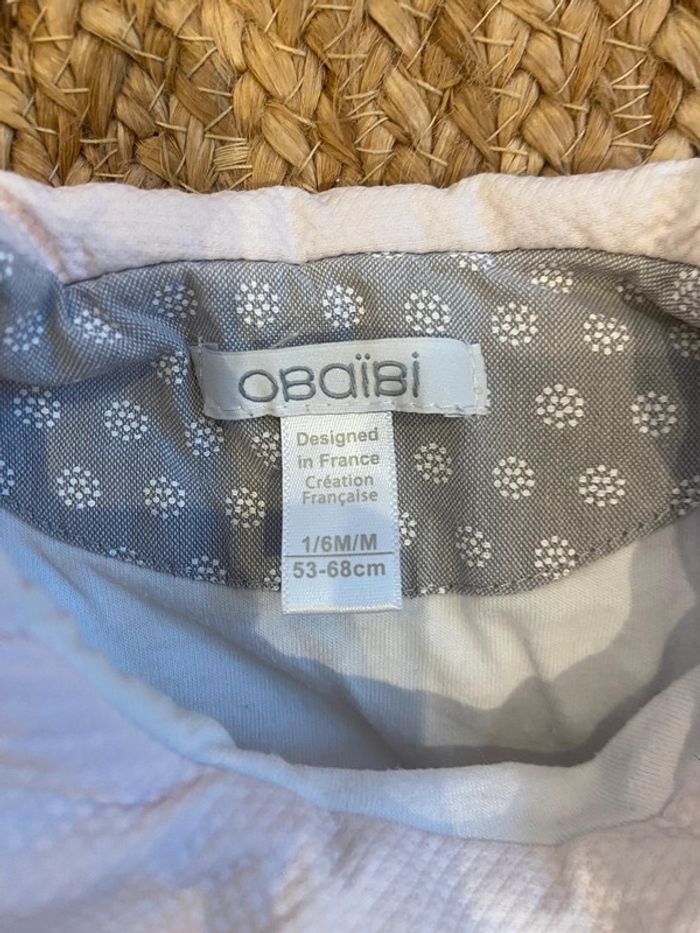 OBaïBi
Designed
in France
Création
Française
1/6M/M
53-68cm